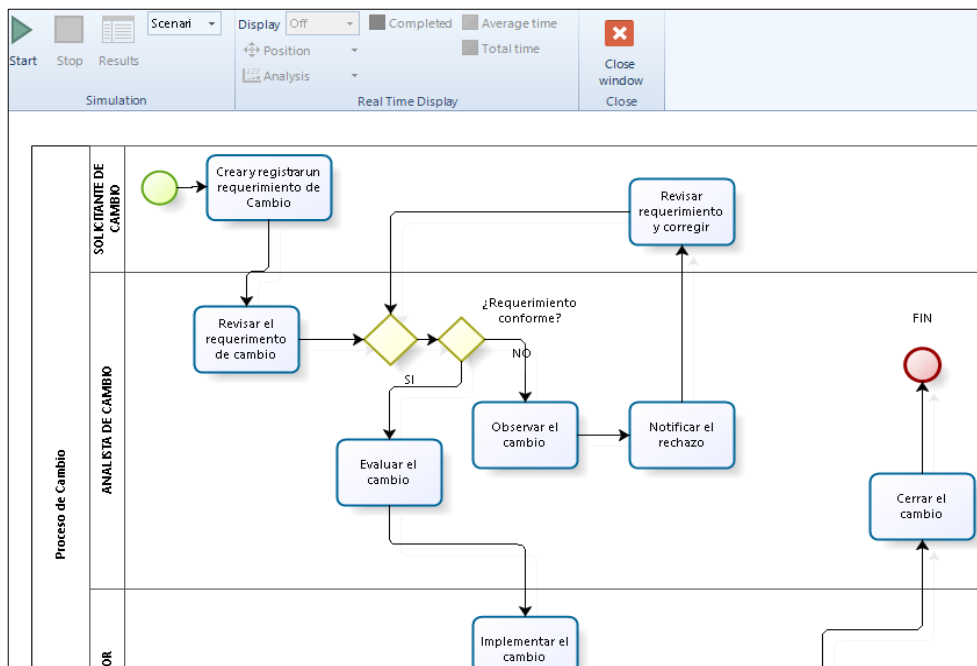 Scenari
Start
Stop
Results
Simulation
Display
Off
Position
Analysis
Completed
Average time
Total time
Real Time Display
Close
window
Close
Proceso de Cambio
SOLICITANTE DE
CAMBIO
Crear y registrar un
requerimiento de
Cambio
Revisar
requerimiento
y corregir
ANALISTA DE CAMBIO
Revisar el
requerimento
de cambio
¿Requerimiento
conforme?
NO
SI
FIN
Observar el
cambio
Notificar el
rechazo
Evaluar el
cambio
Cerrar el
cambio
OR
Implementar el
cambio